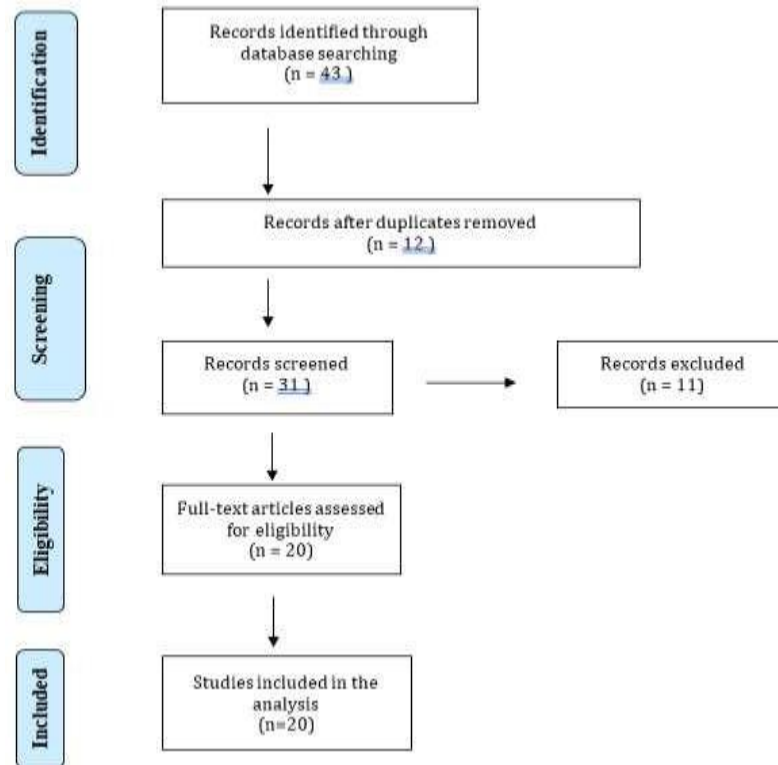 Identification
Records identified through
database searching
(n = 43 )
Records after duplicates removed
(n = 12 )
Screening
Records screened
(n = 31 )
Records excluded
(n = 11)
Eligibility
Full-text articles assessed
for eligibility
(n = 20)
Included
Studies included in the
analysis
(n=20)